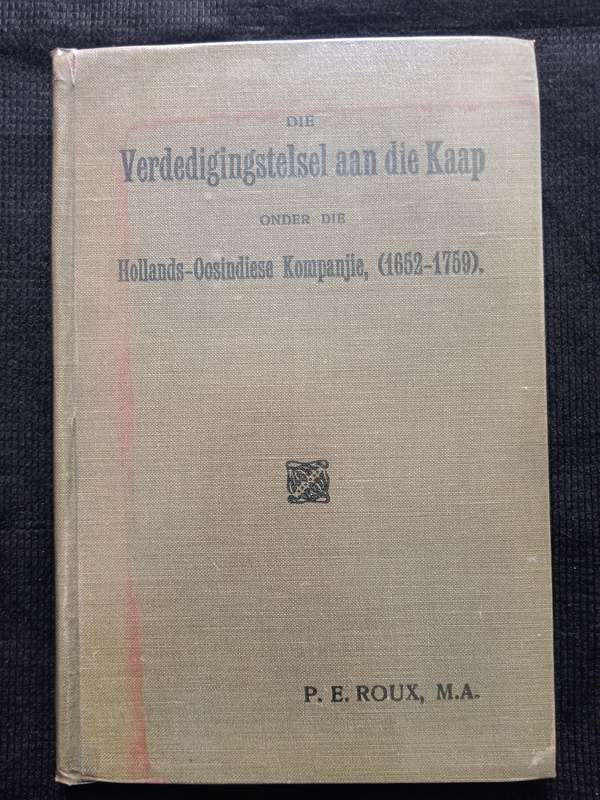 DIE
Verdedigingstelsel aan die Kaap
ONDER DIE
Hollands-Oosindiese Kompanjie, (1652-1759).
P. E. ROUX, M.A.